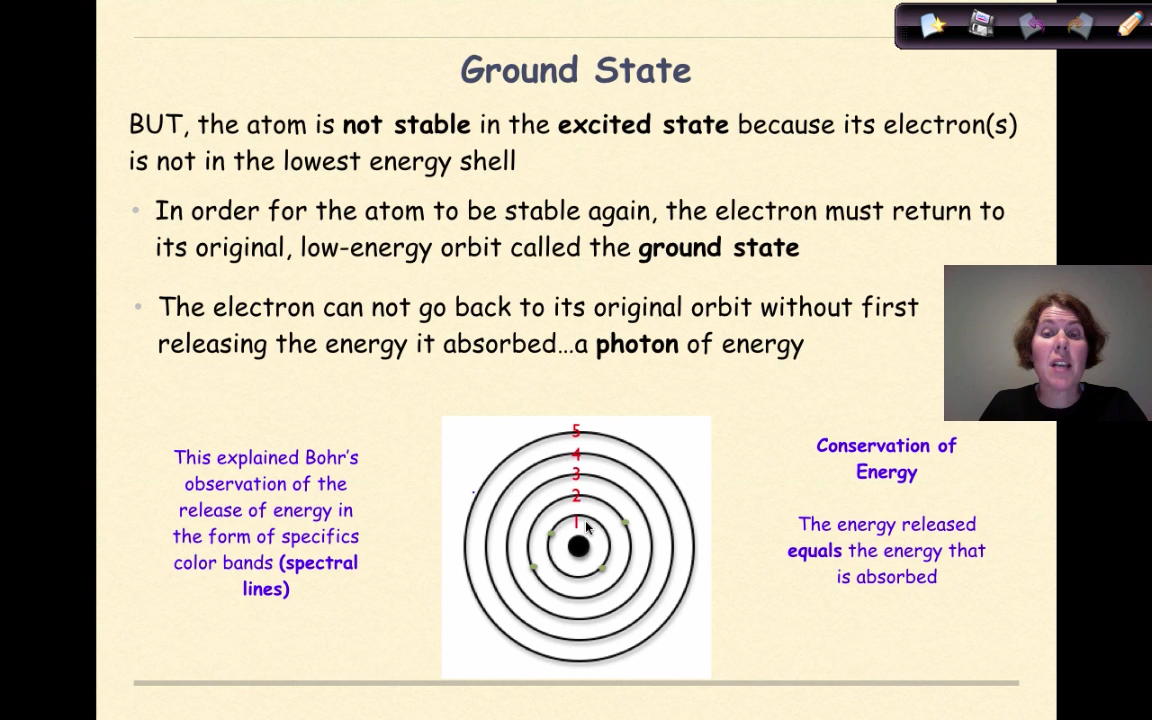 Ground State
BUT, the atom is not stable in the excited state because its electron(s)
is not in the lowest energy shell
• In order for the atom to be stable again, the electron must return to
its original, low-energy orbit called the ground state
• The electron can not go back to its original orbit without first
releasing the energy it absorbed...a photon of energy
This explained Bohr's
observation of the
release of energy in
the form of specifics
color bands (spectral
lines)
5
4
3
2
1
Conservation of
Energy
The energy released
equals the energy that
is absorbed